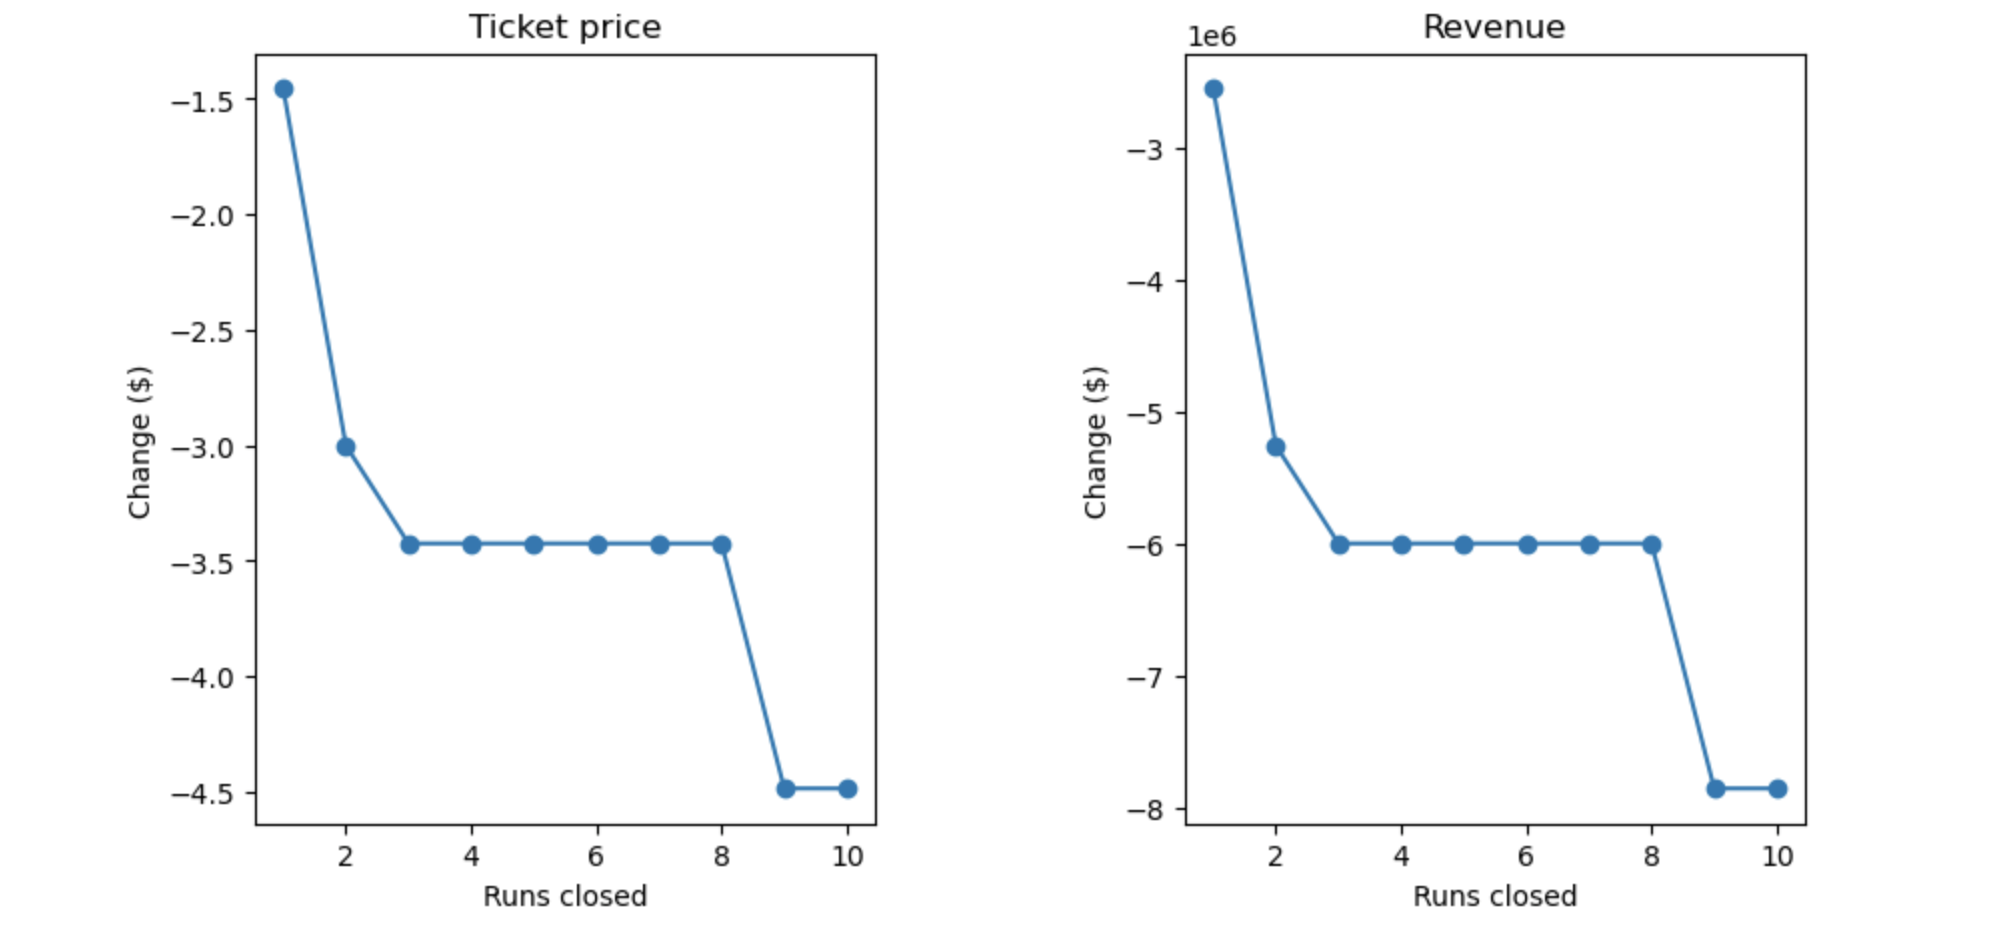 Ticket price
−1.5
−2.0
−2.5
−3.0
−3.5
−4.0
−4.5
Change ($)
2 4 6 8 10
Runs closed
Revenue
1e6
−3
−4
−5
−6
−7
−8
Change ($)
2 4 6 8 10
Runs closed